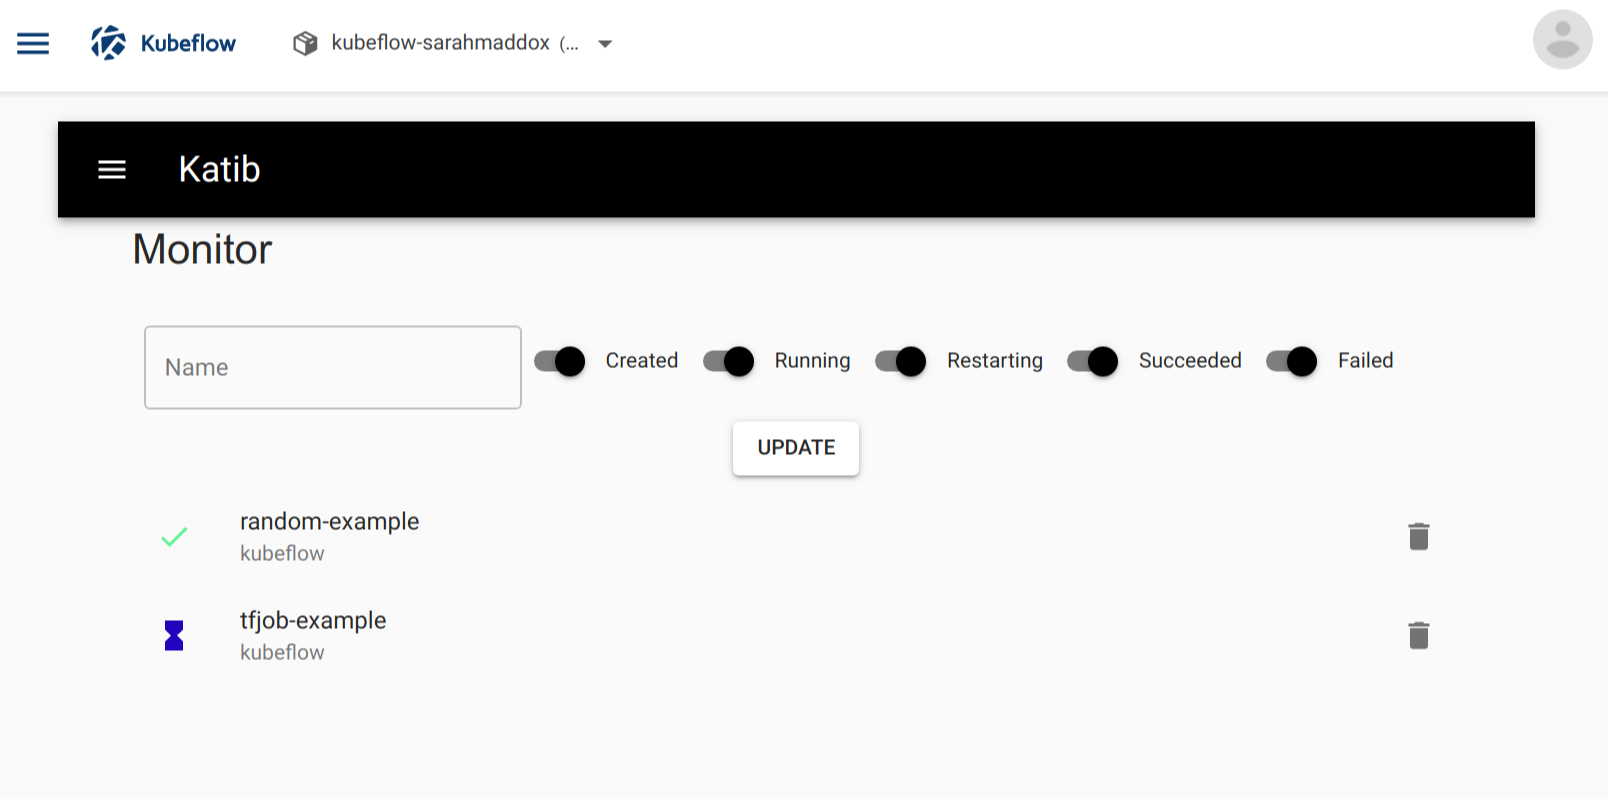 Kubeflow
kubeflow-sarahmaddox (...
Katib
Monitor
Name
Created Running Restarting Succeeded Failed
UPDATE
random-example
kubeflow
tfjob-example
kubeflow